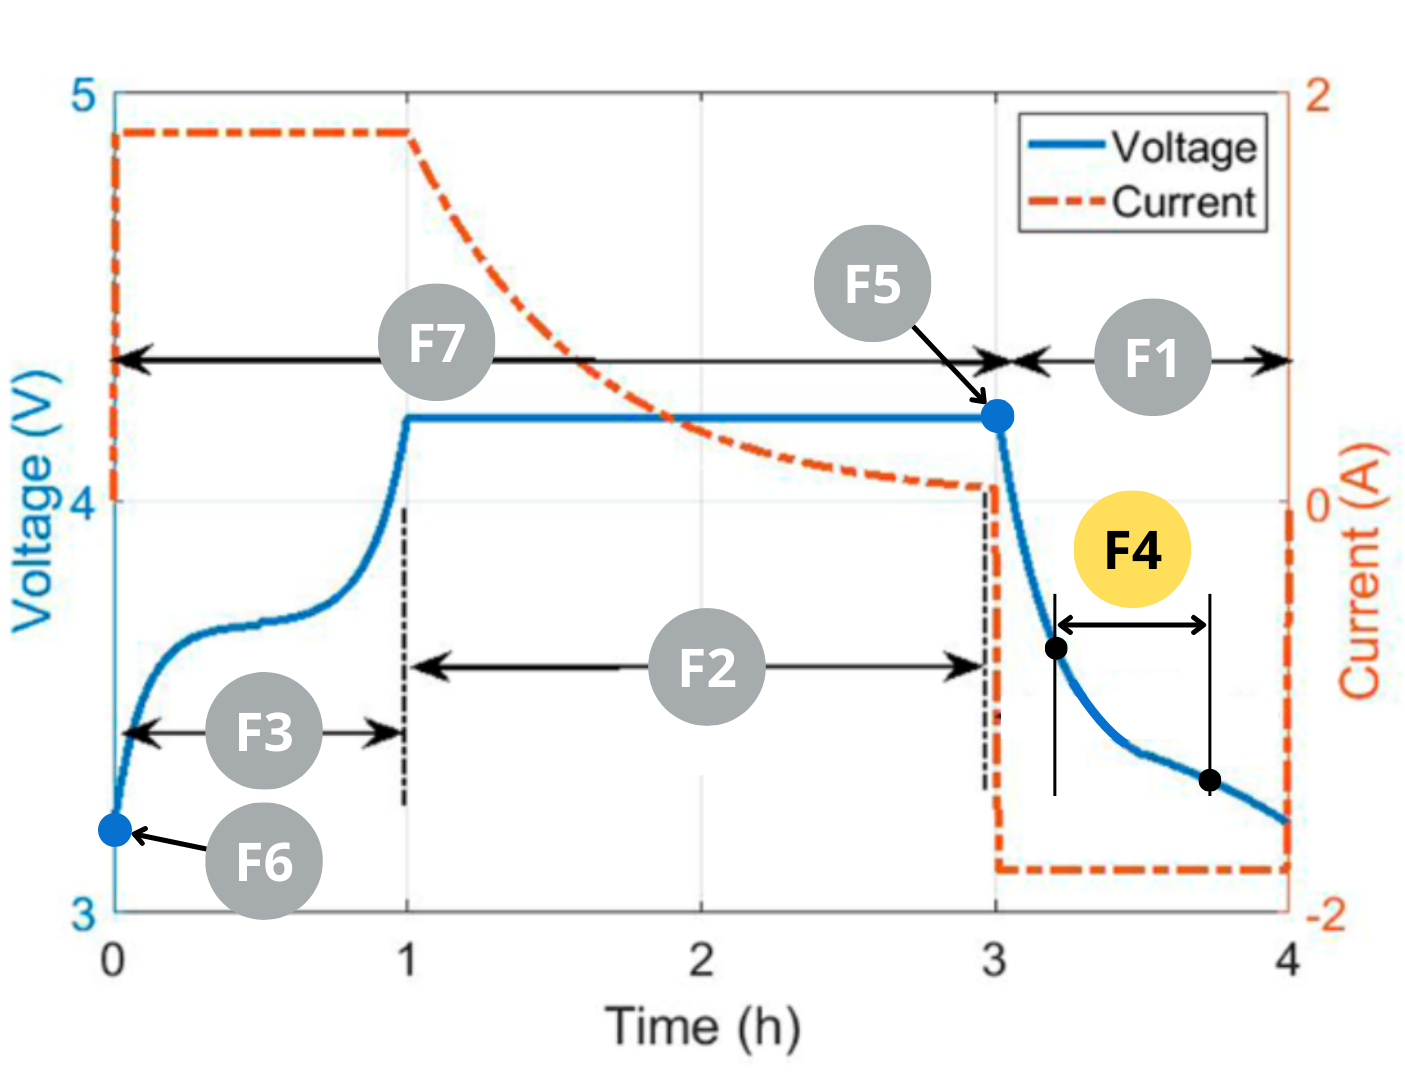 5
2
Voltage
Current
F5
F7
F1
Voltage (V)
4
0
Current (A)
F4
F2
F3
F6
3
-2
0
1
2
3
4
Time (h)